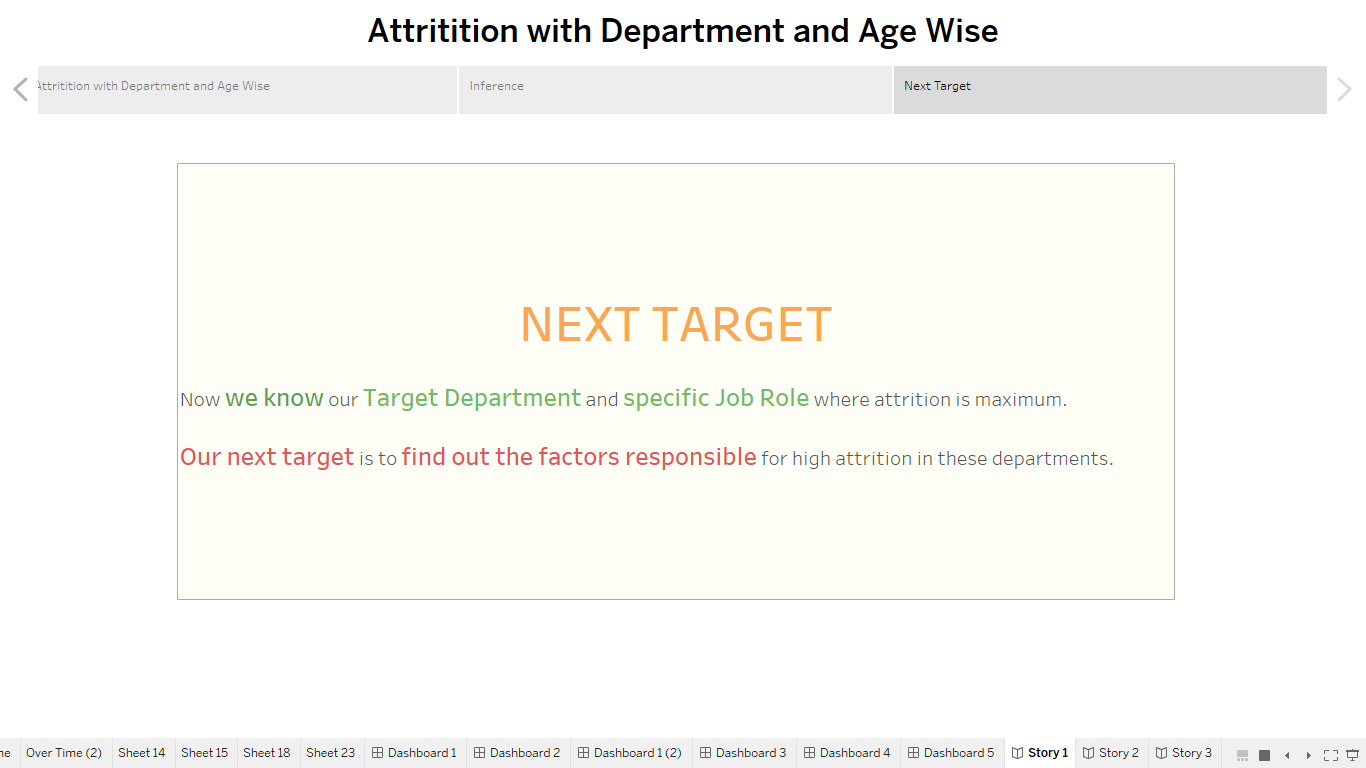 Attritition with Department and Age Wise
Attritition with Department and Age Wise
Inference
Next Target
NEXT TARGET
Now we know our Target Department and specific Job Role where attrition is maximum.
Our next target is to find out the factors responsible for high attrition in these departments.
Over Time (2) Sheet 14 Sheet 15 Sheet 18 Sheet 23 Dashboard 1 Dashboard 2 Dashboard 1 (2) Dashboard 3 Dashboard 4 Dashboard 5 Story 1 Story 2 Story 3